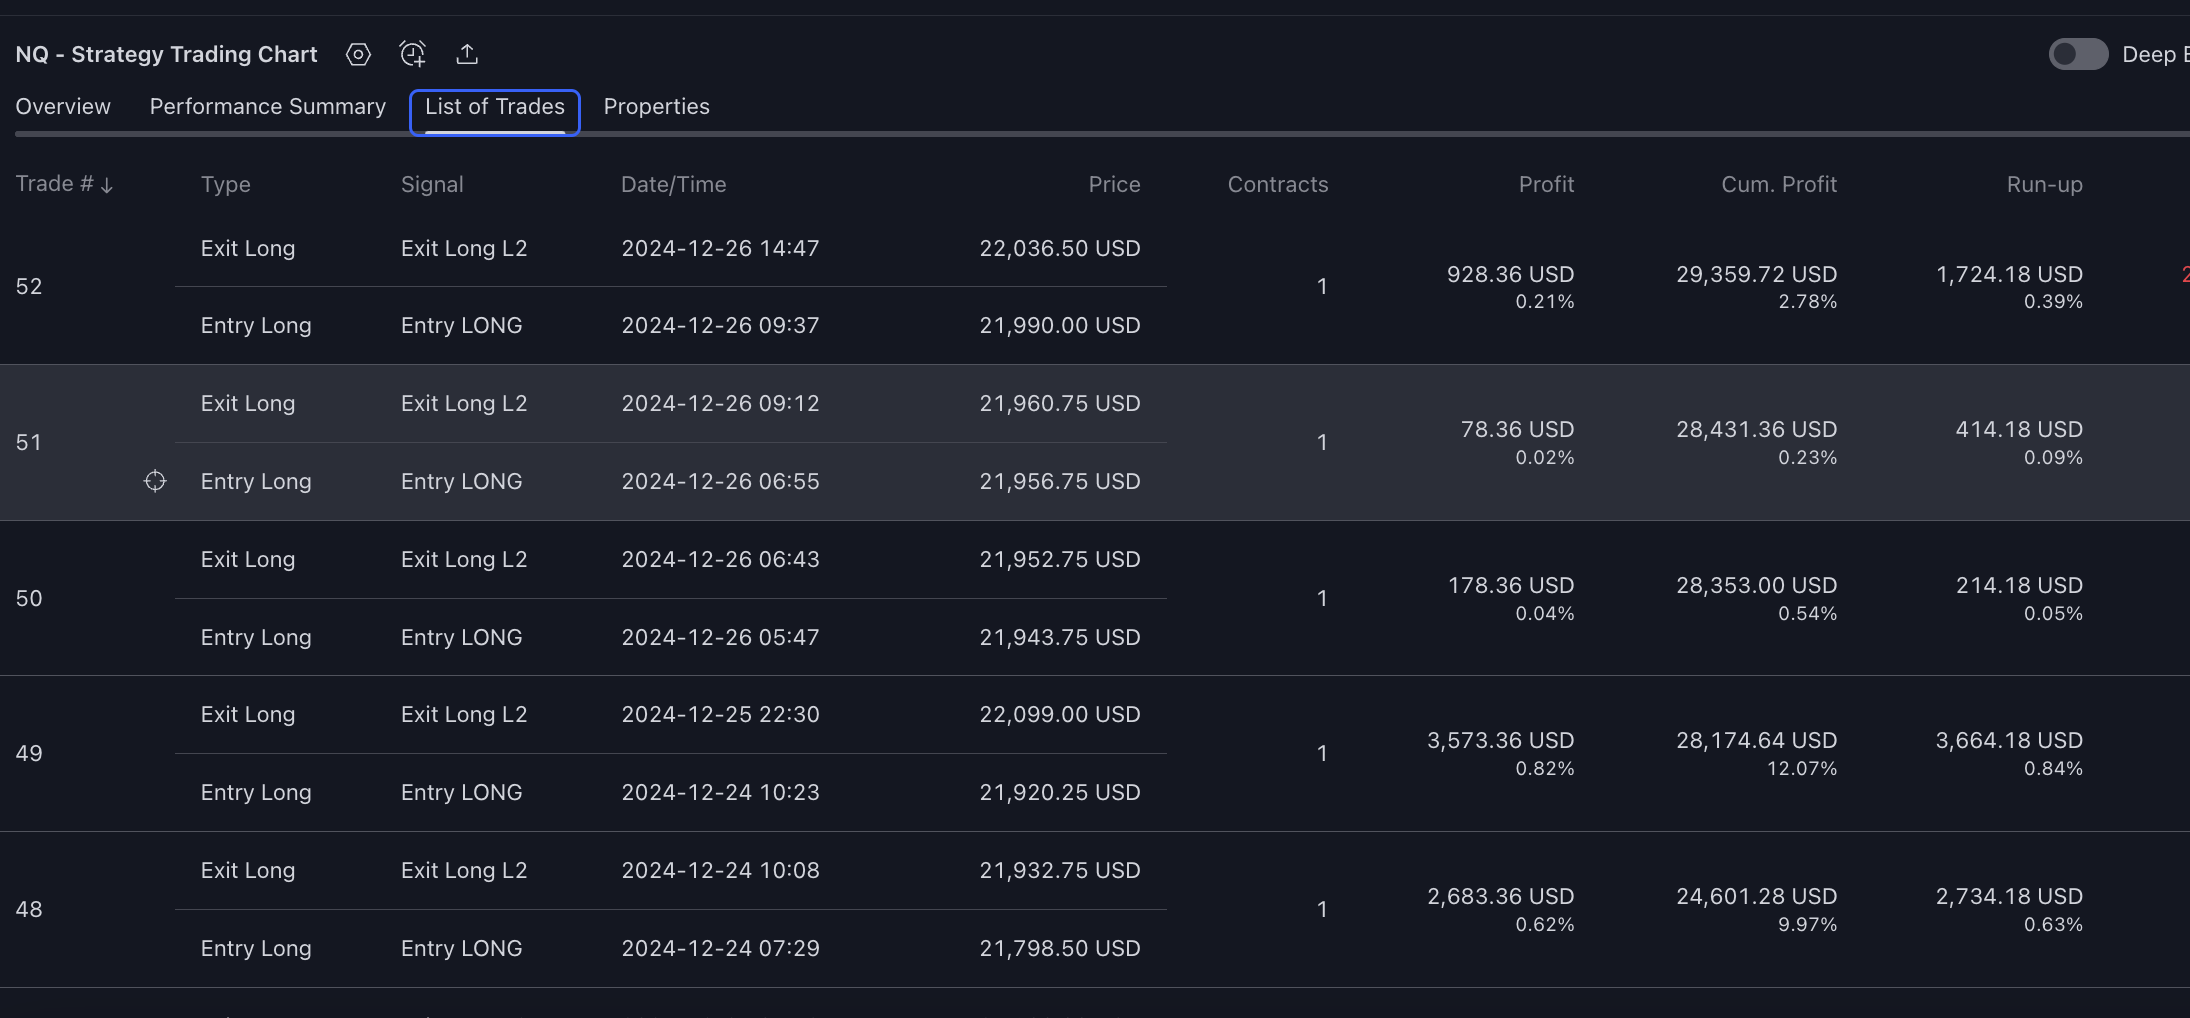 NQ - Strategy Trading Chart
Deep
Overview Performance Summary List of Trades Properties
Trade # ↓ Type Signal Date/Time Price Contracts Profit Cum. Profit Run-up
52
Exit Long Exit Long L2 2024-12-26 14:47 22,036.50 USD
Entry Long Entry LONG 2024-12-26 09:37 21,990.00 USD
1 928.36 USD 29,359.72 USD 1,724.18 USD
0.21% 2.78% 0.39%
51
Exit Long Exit Long L2 2024-12-26 09:12 21,960.75 USD
Entry Long Entry LONG 2024-12-26 06:55 21,956.75 USD
1 78.36 USD 28,431.36 USD 414.18 USD
0.02% 0.23% 0.09%
50
Exit Long Exit Long L2 2024-12-26 06:43 21,952.75 USD
Entry Long Entry LONG 2024-12-26 05:47 21,943.75 USD
1 178.36 USD 28,353.00 USD 214.18 USD
0.04% 0.54% 0.05%
49
Exit Long Exit Long L2 2024-12-25 22:30 22,099.00 USD
Entry Long Entry LONG 2024-12-24 10:23 21,920.25 USD
1 3,573.36 USD 28,174.64 USD 3,664.18 USD
0.82% 12.07% 0.84%
48
Exit Long Exit Long L2 2024-12-24 10:08 21,932.75 USD
Entry Long Entry LONG 2024-12-24 07:29 21,798.50 USD
1 2,683.36 USD 24,601.28 USD 2,734.18 USD
0.62% 9.97% 0.63%